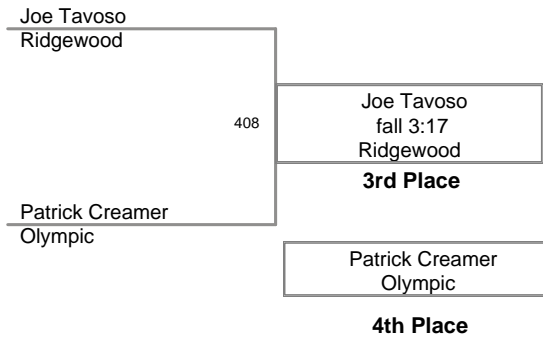 Joe Tavoso
Ridgewood
408
Joe Tavoso
fall 3:17
Ridgewood
3rd Place
Patrick Creamer
Olympic
Patrick Creamer
Olympic
4th Place